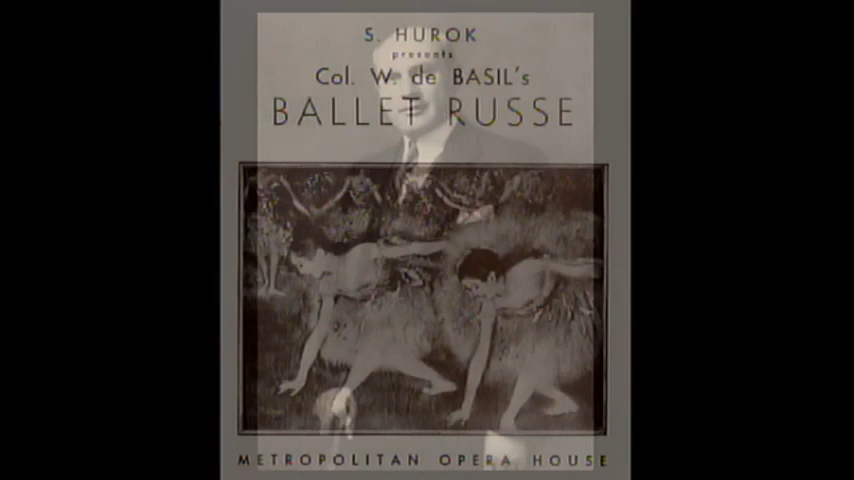 S. HUROK
presents
Col. W. de BASIL's
BALLET RUSSE
METROPOLITAN OPERA HOUSE